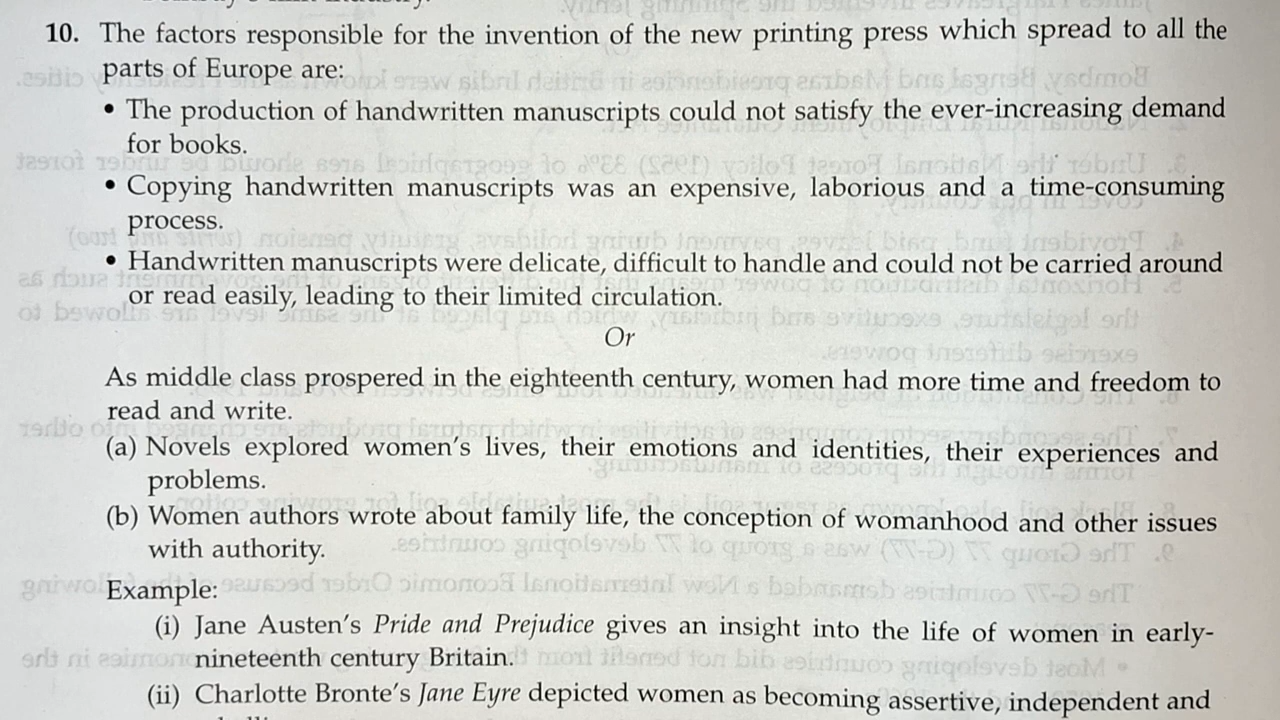 10. The factors responsible for the invention of the new printing press which spread to all the
parts of Europe are:
• The production of handwritten manuscripts could not satisfy the ever-increasing demand
for books.
• Copying handwritten manuscripts was an expensive, laborious and a time-consuming
process.
• Handwritten manuscripts were delicate, difficult to handle and could not be carried around
or read easily, leading to their limited circulation.
Or
As middle class prospered in the eighteenth century, women had more time and freedom to
read and write.
(a) Novels explored women's lives, their emotions and identities, their experiences and
problems.
(b) Women authors wrote about family life, the conception of womanhood and other issues
with authority.
Example:
(i) Jane Austen's Pride and Prejudice gives an insight into the life of women in early-
nineteenth century Britain.
(ii) Charlotte Bronte's Jane Eyre depicted women as becoming assertive, independent and